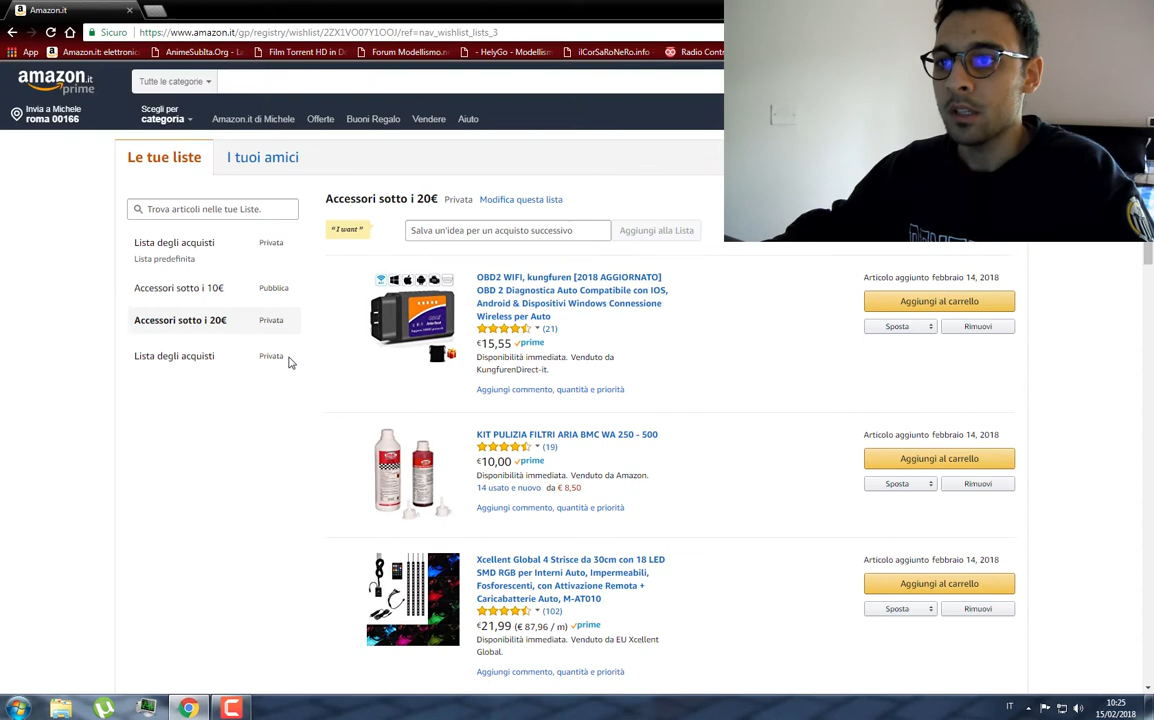 Amazon.it
Sicuro
https://www.amazon.it/gp/registry/wishlist/2ZX1VO07Y1OOJ/ref=nav_wishlist_lists_3
App
Amazon.it: elettronic
AnimeSubIta.Org - La
Film Torrent HD in D
Forum Modellismo.n
- HelyGo - Modellism
ilCorSaRoNeRo.info -
Radio Contr
amazon.it
prime
Tutte le categorie
Invia a Michele
roma 00166
Scegli per
categoria
Amazon.it di Michele
Offerte
Buoni Regalo
Vendere
Aiuto
Le tue liste
I tuoi amici
Trova articoli nelle tue Liste.
Lista degli acquisti
Privata
Lista predefinita
Accessori sotto i 10€
Pubblica
Accessori sotto i 20€
Privata
Lista degli acquisti
Privata
Accessori sotto i 20€
Privata
Modifica questa lista
"I want"
Salva un'idea per un acquisto successivo
Aggiungi alla Lista
OBD2 WIFI, kungfuren [2018 AGGIORNATO]
OBD 2 Diagnostica Auto Compatibile con IOS,
Android & Dispositivi Windows Connessione
Wireless per Auto
(21)
€15,55 prime
Disponibilità immediata. Venduto da
KungfurenDirect-it.
Aggiungi commento, quantità e priorità
Articolo aggiunto febbraio 14, 2018
Aggiungi al carrello
Sposta
Rimuovi
KIT PULIZIA FILTRI ARIA BMC WA 250 - 500
(19)
€10,00 prime
Disponibilità immediata. Venduto da Amazon.
14 usato e nuovo da € 8,50
Aggiungi commento, quantità e priorità
Articolo aggiunto febbraio 14, 2018
Aggiungi al carrello
Sposta
Rimuovi
Xcellent Global 4 Strisce da 30cm con 18 LED
SMD RGB per Interni Auto, Impermeabili,
Fosforescenti, con Attivazione Remota +
Caricabatterie Auto, M-AT010
(102)
€21,99 (€ 87,96 / m) prime
Disponibilità immediata. Venduto da EU Xcellent
Global.
Aggiungi commento, quantità e priorità
Articolo aggiunto febbraio 14, 2018
Aggiungi al carrello
Sposta
Rimuovi
IT
10:25
15/02/2018